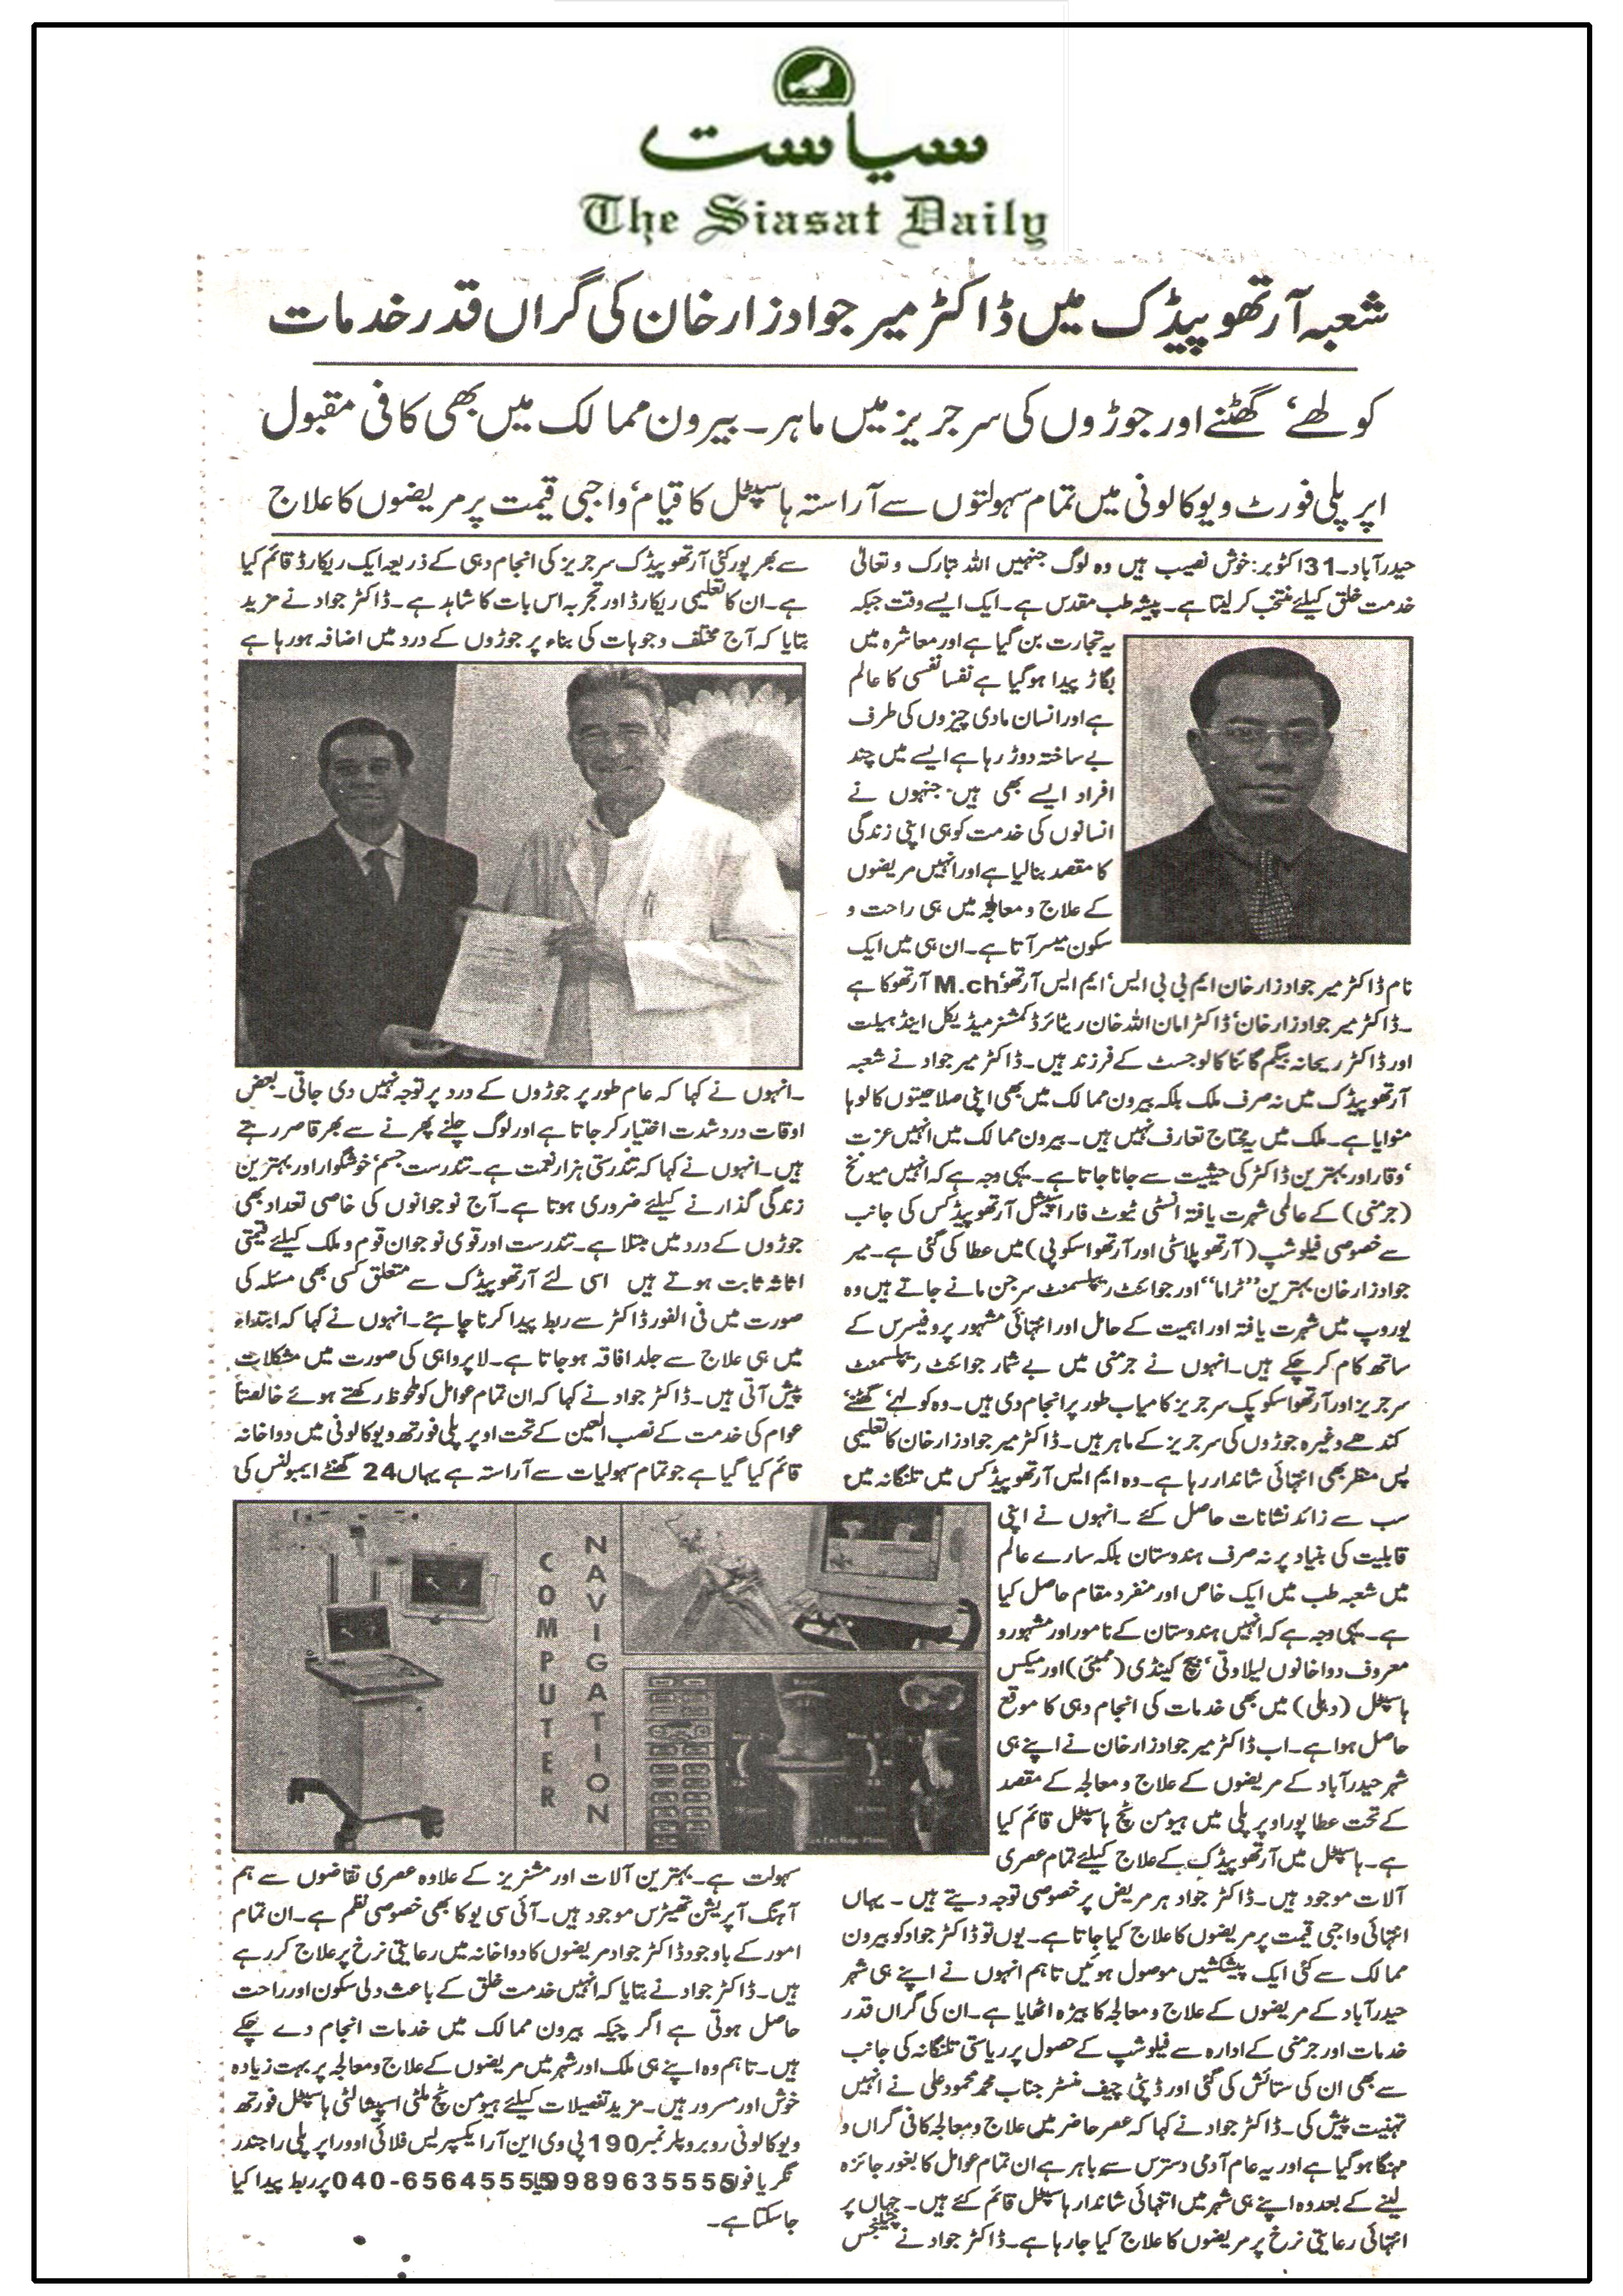 سیاست
The Siasat Daily
شعبہ آرتھوپیڈک میں ڈاکٹر میر جواد زار خان کی گراں قدر خدمات
کولھے، گھٹنے اور جوڑوں کی سرجریز میں ماہر۔ بیرون ممالک میں بھی کافی مقبول
اپرپلی فورٹ ویو کالونی میں تمام سہولتوں سے آراستہ ہاسپٹل کا قیام، واجبی قیمت پر مریضوں کا علاج
حیدرآباد۔31اکٹوبر: خوش نصیب ہیں وہ لوگ جنہیں اللہ تبارک و تعالیٰ
خدمت خلق کیلئے منتخب کرلیتا ہے۔ پیشہ طب مقدس ہے۔ ایک ایسے وقت جبکہ
یہ تجارت بن گیا ہے اور معاشرہ میں
بگاڑ پیدا ہوگیا ہے نفسا نفسی کا عالم
ہے اور انسان مادی چیزوں کی طرف
بے ساختہ دوڑ رہا ہے ایسے میں چند
افراد ایسے بھی ہیں جنہوں نے
انسانوں کی خدمت کو ہی اپنی زندگی
کا مقصد بنالیا ہے اور انہیں مریضوں
کے علاج و معالجہ میں ہی راحت و
سکون میسر آتا ہے۔ ان ہی میں ایک
نام ڈاکٹر میر جواد زار خان ایم بی بی ایس، ایم ایس آرتھو، M.ch آرتھو کا ہے
۔ڈاکٹر میر جواد زار خان، ڈاکٹر امان اللہ خان ریٹائرڈ کمشنر میڈیکل اینڈ ہیلت
اور ڈاکٹر ریحانہ بیگم گائناکالوجسٹ کے فرزند ہیں۔ ڈاکٹر میر جواد نے شعبہ
آرتھوپیڈک میں نہ صرف ملک بلکہ بیرون ممالک میں بھی اپنی صلاحیتوں کا لوہا
منوایا ہے۔ ملک میں یہ محتاج تعارف نہیں ہیں۔ بیرون ممالک میں انہیں عزت
،وقار اور بہترین ڈاکٹر کی حیثیت سے جانا جاتا ہے۔ یہی وجہ ہے کہ انہیں میونخ
(جرمنی) کے عالمی شہرت یافتہ انسٹی ٹیوٹ فار اسپیشل آرتھوپیڈکس کی جانب
سے خصوصی فیلوشپ (آرتھوپلاسٹی اور آرتھواسکوپی) میں عطا کی گئی ہے۔ میر
جواد زار خان بہترین ’’ٹراما‘‘ اور جوائنٹ ریپلسمنٹ سرجن مانے جاتے ہیں وہ
یوروپ میں شہرت یافتہ اور اہمیت کے حامل اور انتہائی مشہور پروفیسرس کے
ساتھ کام کرچکے ہیں۔ انہوں نے جرمنی میں بے شمار جوائنٹ ریپلسمنٹ
سرجریز اور آرتھواسکوپک سرجریز کامیاب طور پر انجام دی ہیں۔ وہ کولہے، گھٹنے،
کندھے وغیرہ جوڑوں کی سرجریز کے ماہر ہیں۔ ڈاکٹر میر جواد زار خان کا تعلیمی
پس منظر بھی انتہائی شاندار رہا ہے۔ وہ ایم ایس آرتھوپیڈکس میں تلنگانہ میں
سب سے زائد نشانات حاصل کئے ۔انہوں نے اپنی
قابلیت کی بنیاد پر نہ صرف ہندوستان بلکہ سارے عالم
میں شعبہ طب میں ایک خاص اور منفرد مقام حاصل کیا
ہے۔ یہی وجہ ہے کہ انہیں ہندوستان کے نامور اور مشہور و
معروف دواخانوں لیلاوتی، بیچ کینڈی (ممبئی) اور میکس
ہاسپٹل (دہلی) میں بھی خدمات کی انجام دہی کا موقع
حاصل ہوا ہے۔ اب ڈاکٹر میر جواد زار خان نے اپنے ہی
شہر حیدرآباد کے مریضوں کے علاج و معالجہ کے مقصد
کے تحت عطاپور اوپرپلی میں ہیومن ٹچ ہاسپٹل قائم کیا
ہے۔ ہاسپٹل میں آرتھوپیڈک کے علاج کیلئے تمام عصری
آلات موجود ہیں۔ ڈاکٹر جواد ہر مریض پر خصوصی توجہ دیتے ہیں ۔ یہاں
انتہائی واجبی قیمت پر مریضوں کا علاج کیا جاتا ہے۔ یوں تو ڈاکٹر جواد کو بیرون
ممالک سے کئی ایک پیشکشیں موصول ہوئیں تاہم انہوں نے اپنے ہی شہر
حیدرآباد کے مریضوں کے علاج و معالجہ کا بیڑہ اٹھایا ہے۔ ان کی گراں قدر
خدمات اور جرمنی کے ادارہ سے فیلوشپ کے حصول پر ریاستی تلنگانہ کی جانب
سے بھی ان کی ستائش کی گئی اور ڈپٹی چیف منسٹر جناب محمد محمود علی نے انہیں
تہنیت پیش کی۔ ڈاکٹر جواد نے کہا کہ عصر حاضر میں علاج و معالجہ کافی گراں و
مہنگا ہوگیا ہے اور یہ عام آدمی دسترس سے باہر ہے ان تمام عوامل کا بغور جائزہ
لینے کے بعد وہ اپنے ہی شہر میں انتہائی شاندار ہاسپٹل قائم کئے ہیں۔ جہاں پر
انتہائی رعایتی نرخ پر مریضوں کا علاج کیا جارہا ہے۔ ڈاکٹر جواد نے چیلنجس
سے بھرپور کئی آرتھوپیڈک سرجریز کی انجام دہی کے ذریعہ ایک ریکارڈ قائم کیا
ہے۔ ان کا تعلیمی ریکارڈ اور تجربہ اس بات کا شاہد ہے۔ ڈاکٹر جواد نے مزید
بتایا کہ آج مختلف وجوہات کی بناء پر جوڑوں کے درد میں اضافہ ہورہا ہے
۔انہوں نے کہا کہ عام طور پر جوڑوں کے درد پر توجہ نہیں دی جاتی۔ بعض
اوقات درد شدت اختیار کرجاتا ہے اور لوگ چلنے پھرنے سے بھر قاصر رہتے
ہیں۔ انہوں نے کہا کہ تندرستی ہزار نعمت ہے۔ تندرست جسم، خوشگوار اور بہترین
زندگی گذارنے کیلئے ضروری ہوتا ہے۔ آج نوجوانوں کی خاصی تعداد بھی
جوڑوں کے درد میں مبتلا ہے۔ تندرست اور قوی نوجوان قوم و ملک کیلئے قیمتی
اثاثہ ثابت ہوتے ہیں اسی لئے آرتھوپیڈک سے متعلق کسی بھی مسئلہ کی
صورت میں فی الفور ڈاکٹر سے ربط پیدا کرنا چاہئے۔ انہوں نے کہا کہ ابتداء
میں ہی علاج سے جلد افاقہ ہوجاتا ہے۔ لاپرواہی کی صورت میں مشکلات
پیش آتی ہیں۔ ڈاکٹر جواد نے کہا کہ ان تمام عوامل کو ملحوظ رکھتے ہوئے خالصتاً
عوام کی خدمت کے نصب العین کے تحت اوپرپلی فورتھ ویو کالونی میں دواخانہ
قائم کیا گیا ہے جو تمام سہولیات سے آراستہ ہے یہاں 24 گھنٹے ایمبولنس کی
COMPUTER
NAVIGATION
سہولت ہے۔ بہترین آلات اور مشنریز کے علاوہ عصری تقاضوں سے ہم
آہنگ آپریشن تھیٹرس موجود ہیں۔ آئی سی یو کا بھی خصوصی نظم ہے۔ ان تمام
امور کے باوجود ڈاکٹر جواد مریضوں کا دواخانہ میں رعایتی نرخ پر علاج کررہے
ہیں۔ ڈاکٹر جواد نے بتایا کہ انہیں خدمت خلق کے باعث دلی سکون اور راحت
حاصل ہوتی ہے اگر چیکہ بیرون ممالک میں خدمات انجام دے چکے
ہیں۔ تاہم وہ اپنے ہی ملک اور شہر میں مریضوں کے علاج و معالجہ پر بہت زیادہ
خوش اور مسرور ہیں۔ مزید تفصیلات کیلئے ہیومن ٹچ ملٹی اسپیشالٹی ہاسپٹل فورتھ
ویو کالونی روبرو پلر نمبر 190 پی وی این آر ایکسپریس فلائی اوور اپرپلی راجندر
نگر یا فون 9989635555 یا 040-65645555 پر ربط پیدا کیا
جاسکتا ہے۔